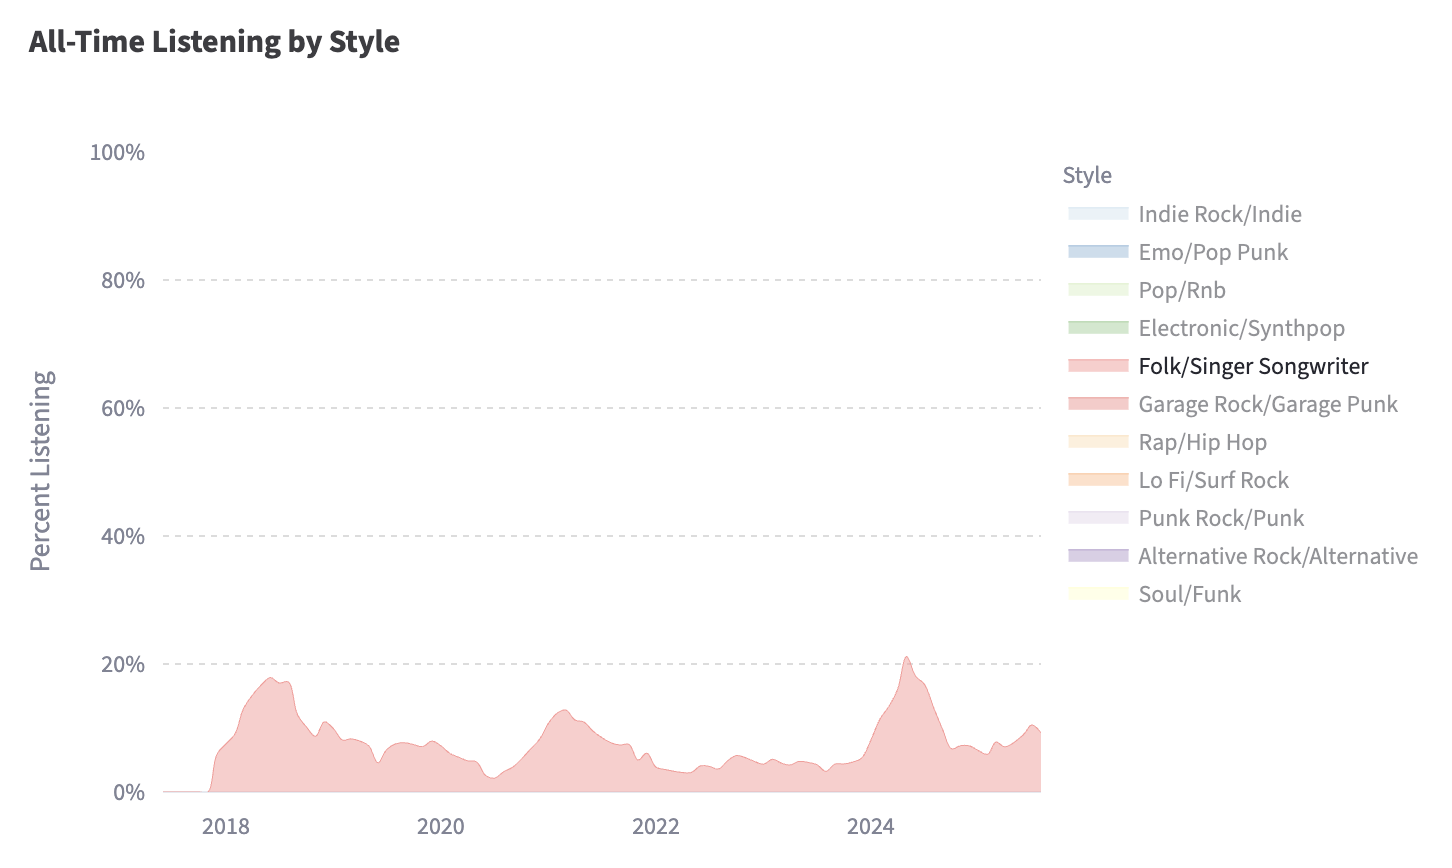 All-Time Listening by Style
100%
80%
60%
40%
20%
0%
Percent Listening
2018
2020
2022
2024
Style
Indie Rock/Indie
Emo/Pop Punk
Pop/Rnb
Electronic/Synthpop
Folk/Singer Songwriter
Garage Rock/Garage Punk
Rap/Hip Hop
Lo Fi/Surf Rock
Punk Rock/Punk
Alternative Rock/Alternative
Soul/Funk